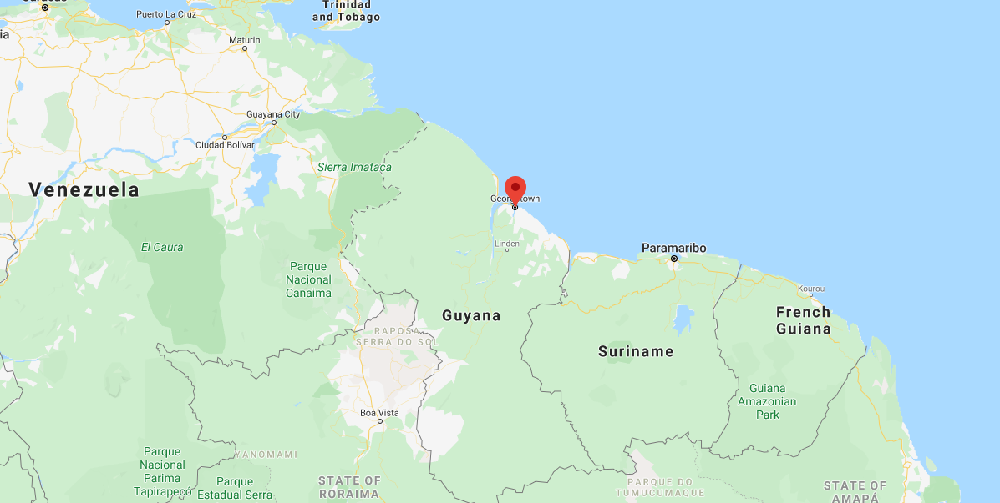 Trinidad
and Tobago
Puerto La Cruz
Maturin
Guayana City
Ciudad Bolívar
Sierra Imataca
Venezuela
Georgetown
El Caura
Linden
Paramaribo
Parque
Nacional
Canaima
Kourou
Guyana
French
Guiana
RAPOSA
SERRA DO SOL
Suriname
Guiana
Amazonian
Park
Boa Vista
YANOMAMI
Parque
Nacional
Parima
Tapirapecó
Parque
Eduardo Serra
STATE OF
RORAIMA
PARQUE DO
TUMUCUMAQUE
STATE OF
AMAPÁ